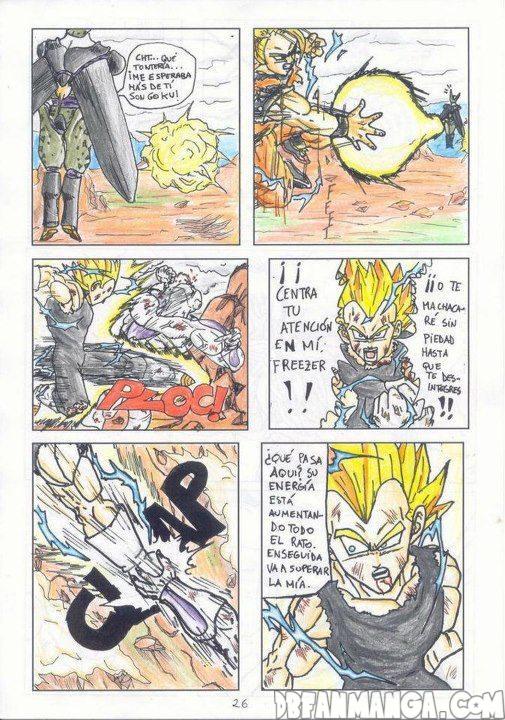 CHT... QUÉ
TONTERÍA...
¡ME ESPERABA
MÁS DE TÍ
SON GOKU!
PLOC!
¡¡
CENTRA
TU
ATENCIÓN
EN MÍ,
FREEZER
!!
¡¡O TE
MACHACA-
RÉ SIN
PIEDAD
HASTA
QUE
TE DES-
INTEGRES
!!
¿QUÉ PASA
AQUI? SU
ENERGÍA
ESTÁ
AUMENTAN-
DO TODO
EL RATO.
ENSEGUIDA
VA A SUPERAR
LA MÍA.
26
DBFANMANGA.COM